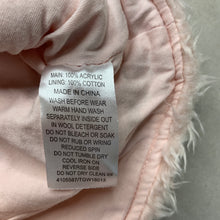 MAIN: 100% ACRYLIC
LINING: 100% COTTON
MADE IN CHINA
WASH BEFORE WEAR
WARM HAND WASH
SEPARATELY INSIDE OUT
IN WOOL DETERGENT
DO NOT BLEACH OR SOAK
DO NOT RUB OR WRING
REDUCED SPIN
DO NOT TUMBLE DRY
COOL IRON ON
REVERSE SIDE
DO NOT DRY CLEAN